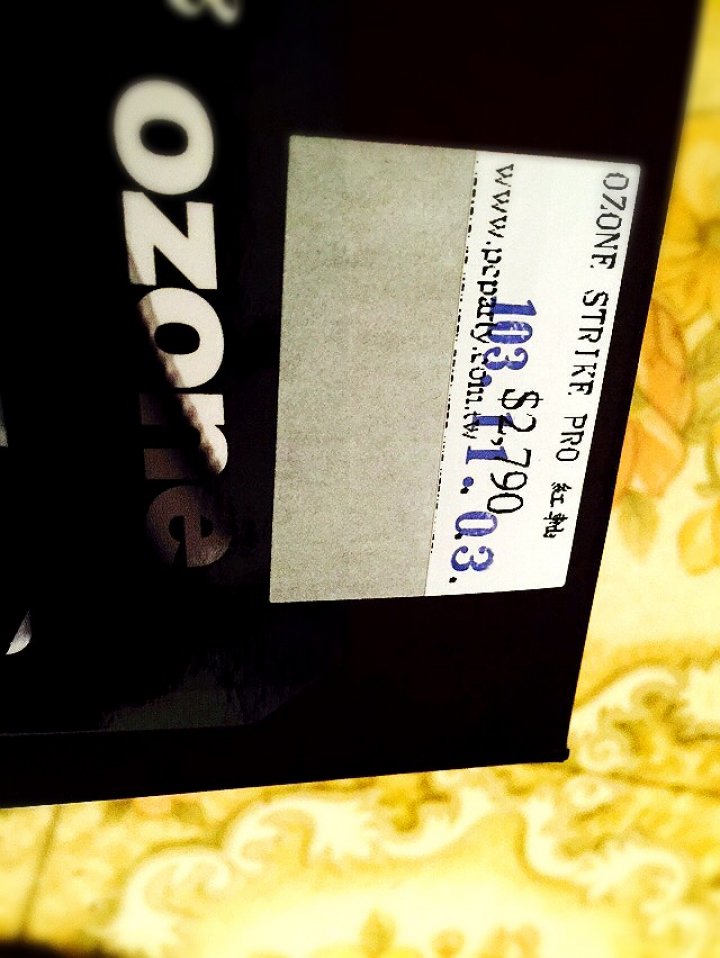 ozone
OZONE STRIKE PRO 紅軸
$2,790
www.pcparty.com.tw
103.11.03.